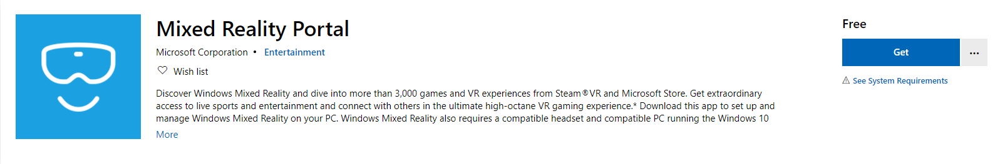 Mixed Reality Portal
Microsoft Corporation • Entertainment
Wish list
Discover Windows Mixed Reality and dive into more than 3,000 games and VR experiences from Steam®VR and Microsoft Store. Get extraordinary
access to live sports and entertainment and connect with others in the ultimate high-octane VR gaming experience.* Download this app to set up and
manage Windows Mixed Reality on your PC. Windows Mixed Reality also requires a compatible headset and compatible PC running the Windows 10
More
Free
Get
...
See System Requirements